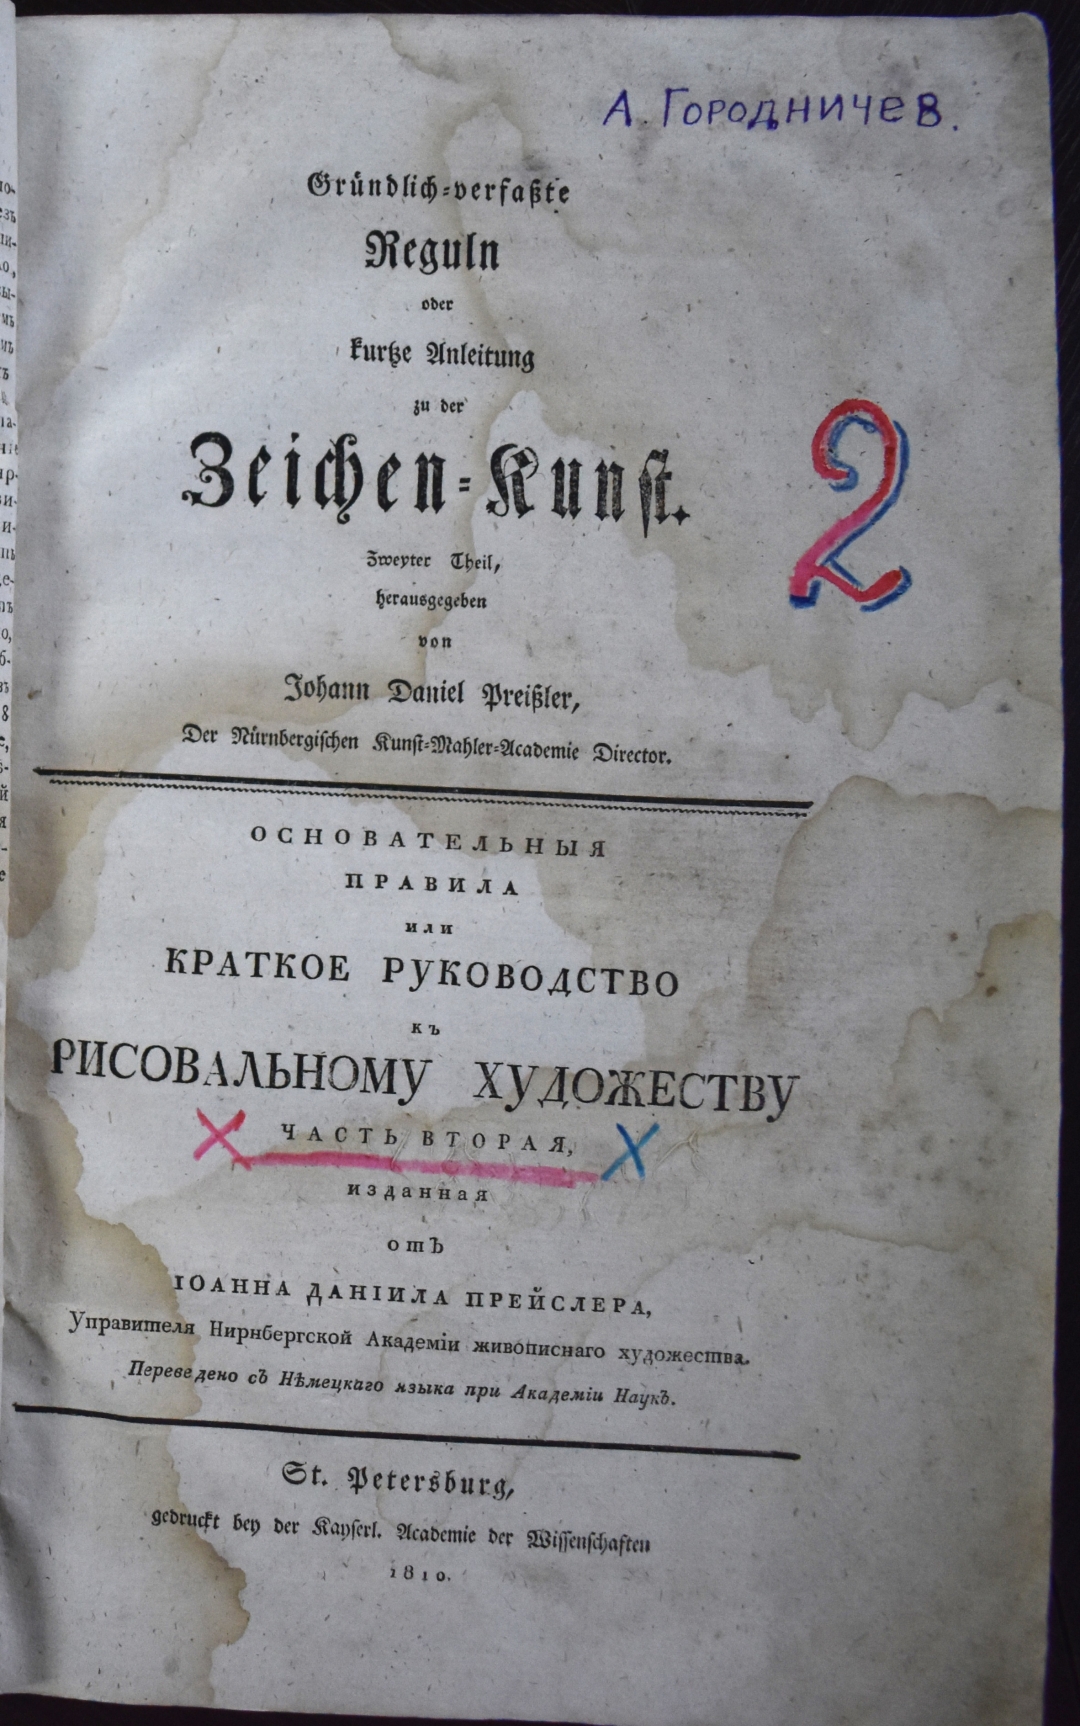 А. Городничев.
Gründlich-verfaßte
Reguln
oder
kurtze Anleitung
zu der
Zeichen-Kunst.
2
Zweyter Theil,
herausgegeben
von
Johann Daniel Preißler,
Der Nürnbergischen Kunst-Mahler-Academie Director.
ОСНОВАТЕЛЬНЫЯ
ПРАВИЛА
или
КРАТКОЕ РУКОВОДСТВО
къ
РИСОВАЛЬНОМУ ХУДОЖЕСТВУ
ЧАСТЬ ВТОРАЯ,
изданная
отъ
ІОАННА ДАНІИЛА ПРЕЙСЛЕРА,
Управителя Нирнбергской Академіи живописнаго художества.
Переведено съ Нѣмецкаго языка при Академіи Наукъ.
St. Petersburg,
gedruckt bey der Kayserl. Academie der Wissenschaften
1810.